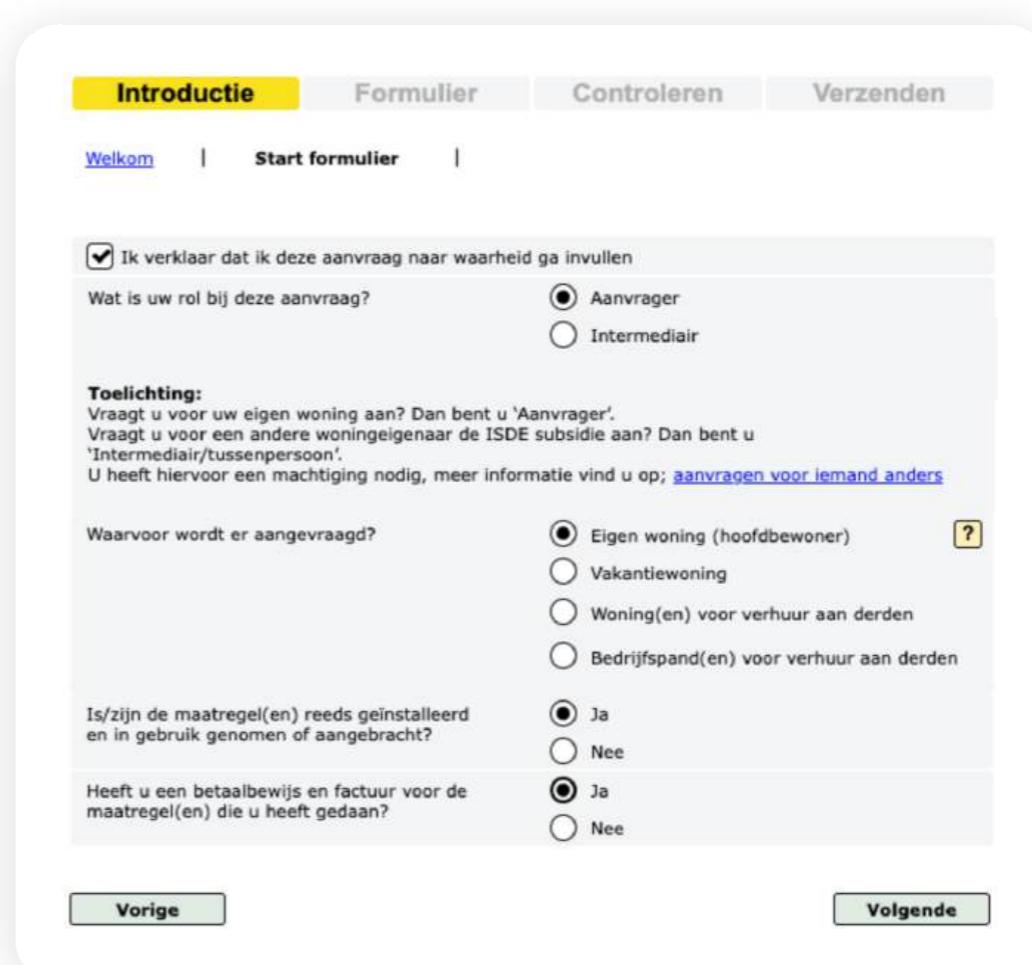 Introductie Formulier Controleren Verzenden
Welkom | Start formulier |
Ik verklaar dat ik deze aanvraag naar waarheid ga invullen
Wat is uw rol bij deze aanvraag? Aanvrager
Intermediair
Toelichting:
Vraagt u voor uw eigen woning aan? Dan bent u 'Aanvrager'.
Vraagt u voor een andere woningeigenaar de ISDE subsidie aan? Dan bent u
'Intermediair/tussenpersoon'.
U heeft hiervoor een machtiging nodig, meer informatie vind u op; aanvragen voor iemand anders
Waarvoor wordt er aangevraagd? Eigen woning (hoofdbewoner) ?
Vakantiewoning
Woning(en) voor verhuur aan derden
Bedrijfspand(en) voor verhuur aan derden
Is/zijn de maatregel(en) reeds geïnstalleerd Ja
en in gebruik genomen of aangebracht?
Nee
Heeft u een betaalbewijs en factuur voor de Ja
maatregel(en) die u heeft gedaan?
Nee
Vorige Volgende